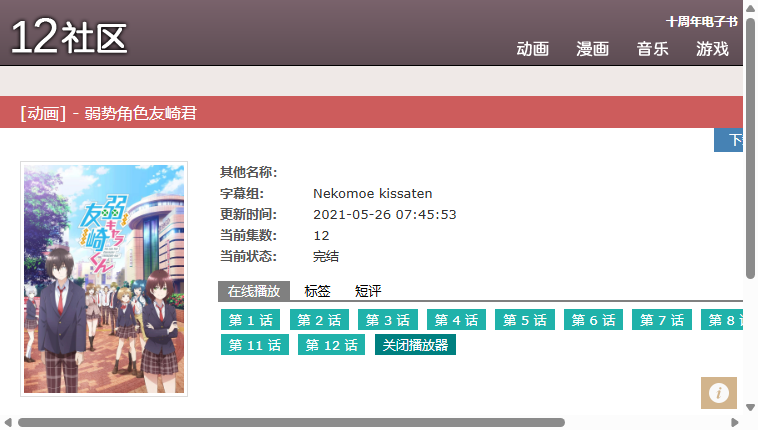 十周年电子书
12社区
动画 漫画 音乐 游戏
[动画] - 弱势角色友崎君
弱キャラ友崎くん
其他名称:
字幕组: Nekomoe kissaten
更新时间: 2021-05-26 07:45:53
当前集数: 12
当前状态: 完结
在线播放 标签 短评
第 1 话 第 2 话 第 3 话 第 4 话 第 5 话 第 6 话 第 7 话 第 8
第 11 话 第 12 话 关闭播放器